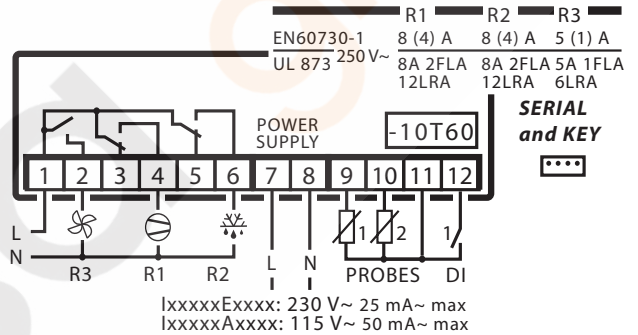 R1 R2 R3
EN60730-1 250 V~ 8 (4) A 8 (4) A 5 (1) A
UL 873 8A 2FLA 8A 2FLA 5A 1FLA
12LRA 12LRA 6LRA
SERIAL
and KEY
POWER
SUPPLY
-10T60
1 2 3 4 5 6 7 8 9 10 11 12
L
N
1 2 1
R3 R1 R2 L N PROBES DI
IxxxxxExxxx: 230 V~ 25 mA~ max
IxxxxxAxxxx: 115 V~ 50 mA~ max